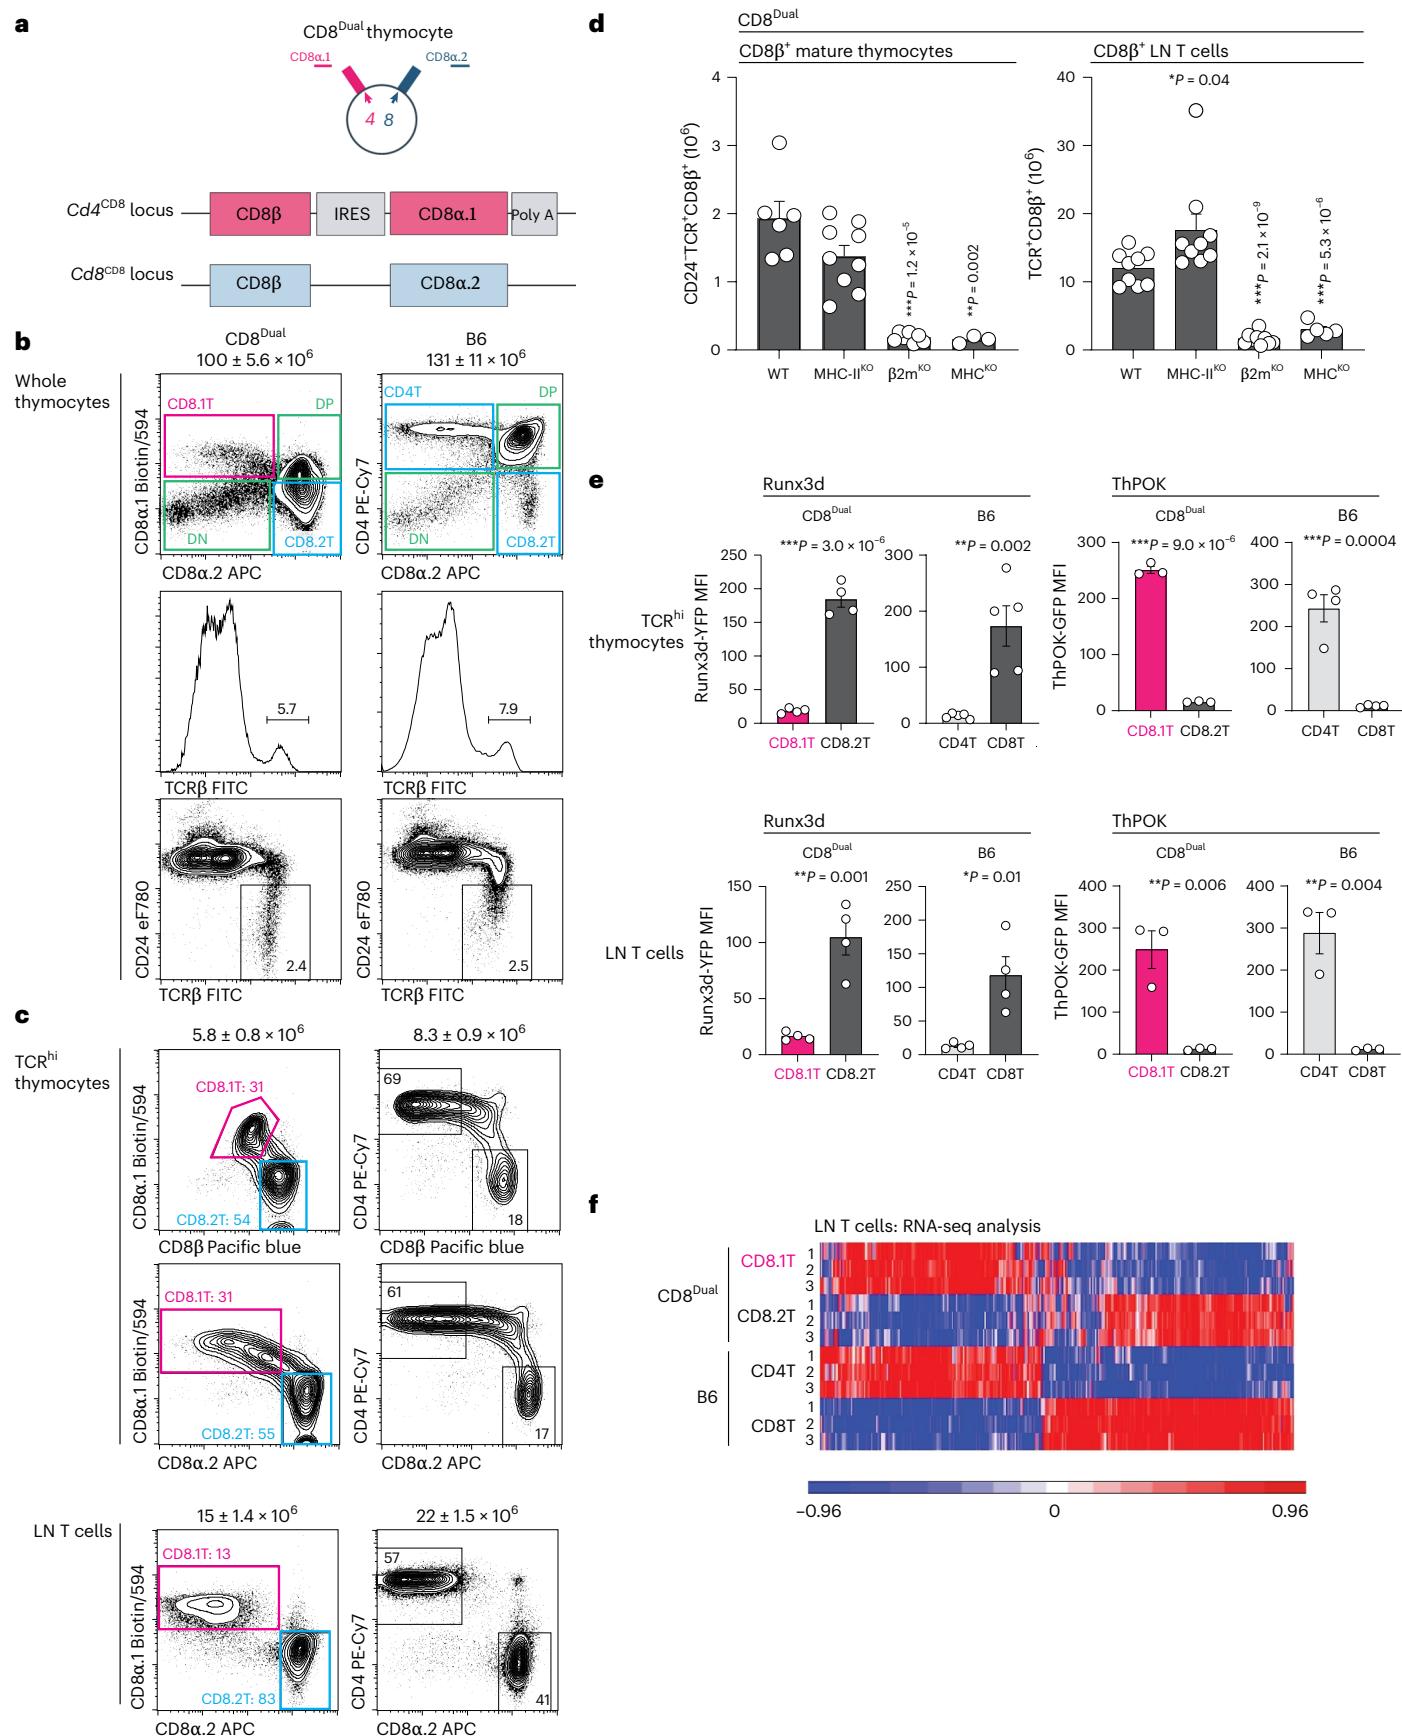 a
CD8Dual thymocyte
CD8α.1
CD8α.2
4 8
Cd4CD8 locus
CD8β
IRES
CD8α.1
Poly A
Cd8CD8 locus
CD8β
CD8α.2
b
Whole thymocytes
CD8Dual
100 ± 5.6 × 10⁶
B6
131 ± 11 × 10⁶
CD8.1T
DP
DN
CD8.2T
CD8α.1 Biotin/594
CD8α.2 APC
CD4T
DP
DN
CD8.2T
CD4 PE-Cy7
CD8α.2 APC
5.7
TCRβ FITC
7.9
TCRβ FITC
CD24 eF780
2.4
TCRβ FITC
CD24 eF780
2.5
TCRβ FITC
c
TCRhi thymocytes
5.8 ± 0.8 × 10⁶
8.3 ± 0.9 × 10⁶
CD8.1T: 31
CD8.2T: 54
CD8α.1 Biotin/594
CD8β Pacific blue
69
18
CD4 PE-Cy7
CD8β Pacific blue
CD8.1T: 31
CD8.2T: 55
CD8α.1 Biotin/594
CD8α.2 APC
61
17
CD4 PE-Cy7
CD8α.2 APC
LN T cells
15 ± 1.4 × 10⁶
22 ± 1.5 × 10⁶
CD8.1T: 13
CD8.2T: 83
CD8α.1 Biotin/594
CD8α.2 APC
57
41
CD4 PE-Cy7
CD8α.2 APC
d
CD8Dual
CD8β⁺ mature thymocytes
CD24⁻TCR⁺CD8β⁺ (10⁶)
4
3
2
1
0
***P = 1.2 × 10⁻⁵
**P = 0.002
WT
MHC-IIKO
β2mKO
MHCKO
CD8β⁺ LN T cells
TCR⁺CD8β⁺ (10⁶)
40
30
20
10
0
*P = 0.04
***P = 2.1 × 10⁻⁹
***P = 5.3 × 10⁻⁶
WT
MHC-IIKO
β2mKO
MHCKO
e
Runx3d
ThPOK
TCRhi thymocytes
CD8Dual
***P = 3.0 × 10⁻⁶
Runx3d-YFP MFI
250
200
150
100
50
0
CD8.1T CD8.2T
B6
**P = 0.002
300
200
100
0
CD4T CD8T
CD8Dual
***P = 9.0 × 10⁻⁶
ThPOK-GFP MFI
300
200
100
0
CD8.1T CD8.2T
B6
***P = 0.0004
400
300
200
100
0
CD4T CD8T
Runx3d
ThPOK
LN T cells
CD8Dual
**P = 0.001
Runx3d-YFP MFI
150
100
50
0
CD8.1T CD8.2T
B6
*P = 0.01
250
200
150
100
50
0
CD4T CD8T
CD8Dual
**P = 0.006
ThPOK-GFP MFI
400
300
200
100
0
CD8.1T CD8.2T
B6
**P = 0.004
400
300
200
100
0
CD4T CD8T
f
LN T cells: RNA-seq analysis
CD8Dual
CD8.1T
1
2
3
CD8.2T
1
2
3
B6
CD4T
1
2
3
CD8T
1
2
3
−0.96
0
0.96